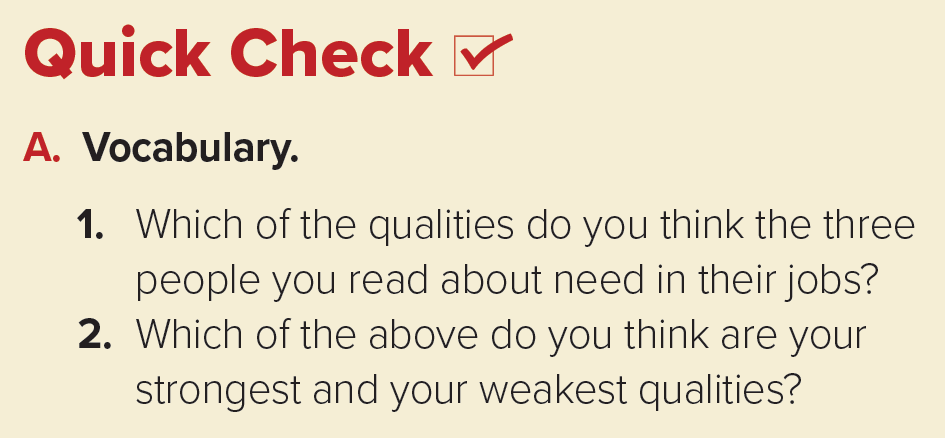 Quick Check
A. Vocabulary.
1. Which of the qualities do you think the three
people you read about need in their jobs?
2. Which of the above do you think are your
strongest and your weakest qualities?